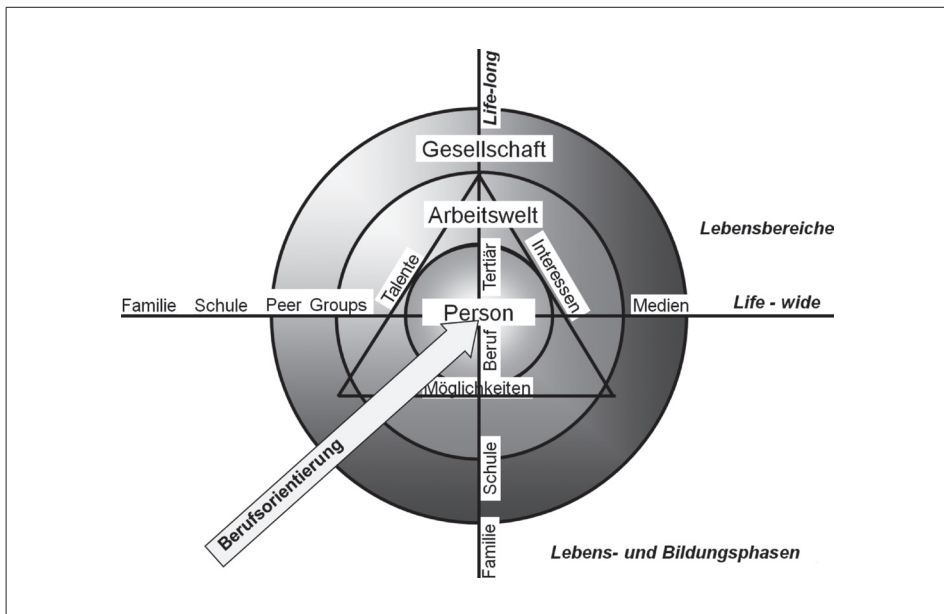 Life-long
Gesellschaft
Arbeitswelt
Lebensbereiche
Talente
Tertiär
Interessen
Familie Schule Peer Groups Person Medien Life - wide
Beruf
Möglichkeiten
Berufsorientierung
Schule
Familie
Lebens- und Bildungsphasen